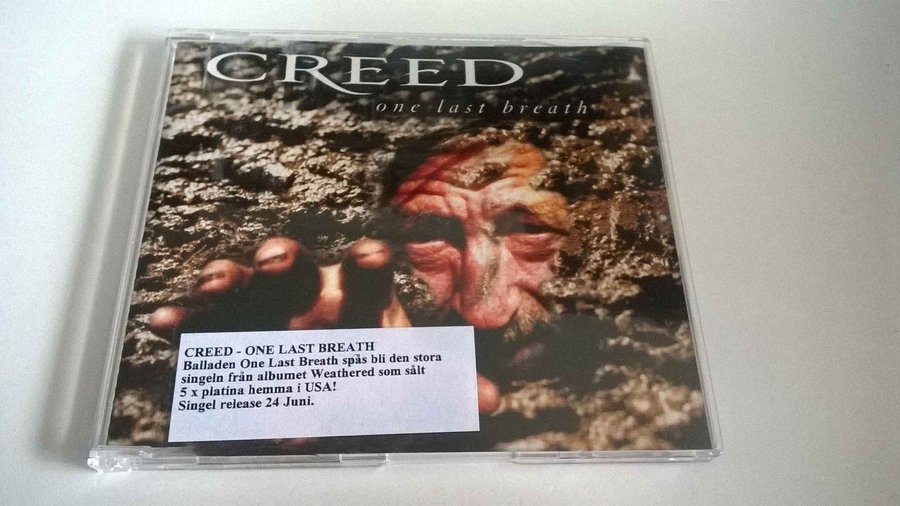 CREED
one last breath
CREED - ONE LAST BREATH
Balladen One Last Breath spås bli den stora
singeln från albumet Weathered som sålt
5 x platina hemma i USA!
Singel release 24 Juni.